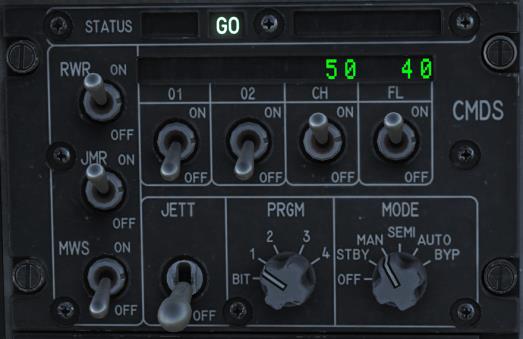 STATUS GO
50 40
RWR ON OFF
01 02 CH FL
ON ON ON ON
OFF OFF OFF OFF
CMDS
JMR ON OFF
MWS ON OFF
JETT
PRGM
BIT 1 2 3 4
MODE
OFF STBY MAN SEMI AUTO BYP